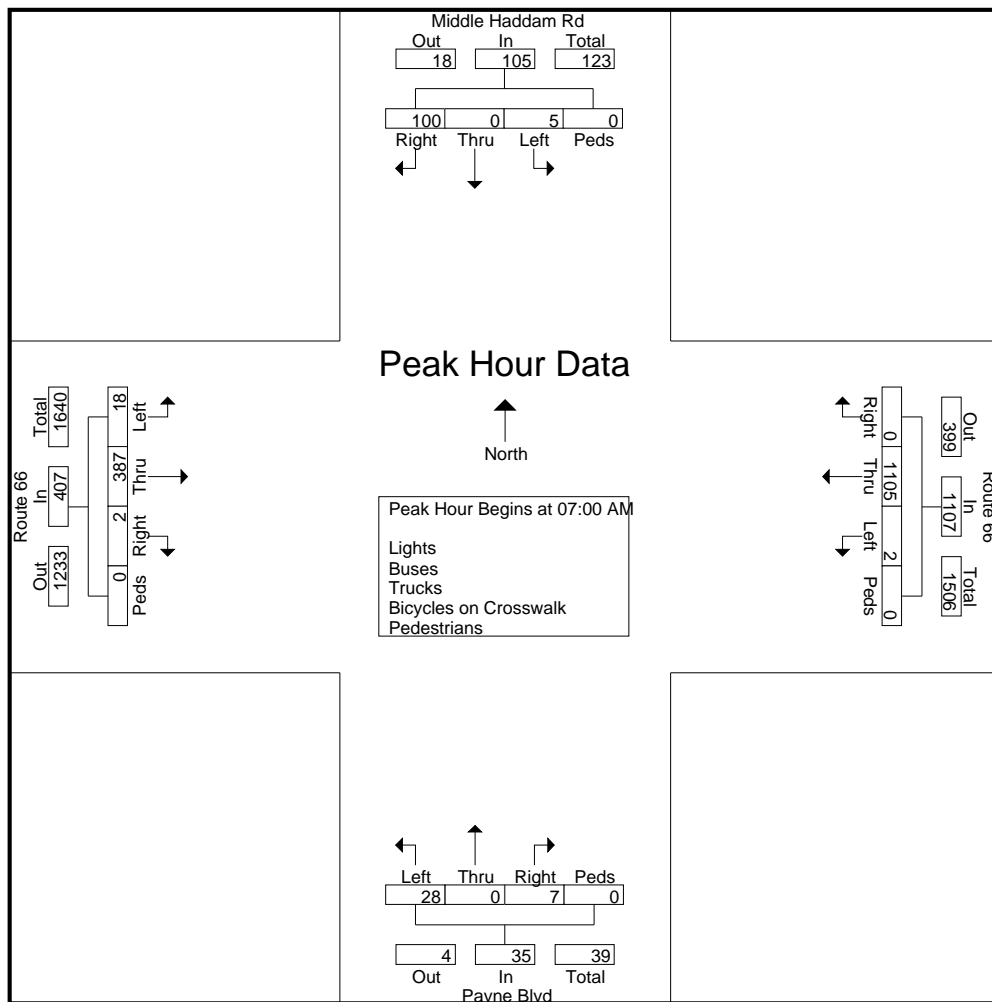 Middle Haddam Rd
Out In Total
18 105 123
100 0 5 0
Right Thru Left Peds
Peak Hour Data
North
Peak Hour Begins at 07:00 AM
Lights
Buses
Trucks
Bicycles on Crosswalk
Pedestrians
Route 66
Total In Out
1640 407 1233
18 387 2 0
Left Thru Right Peds
Route 66
Out In Total
399 1107 1506
0 1105 2 0
Right Thru Left Peds
Left Thru Right Peds
28 0 7 0
4 35 39
Out In Total
Payne Blvd